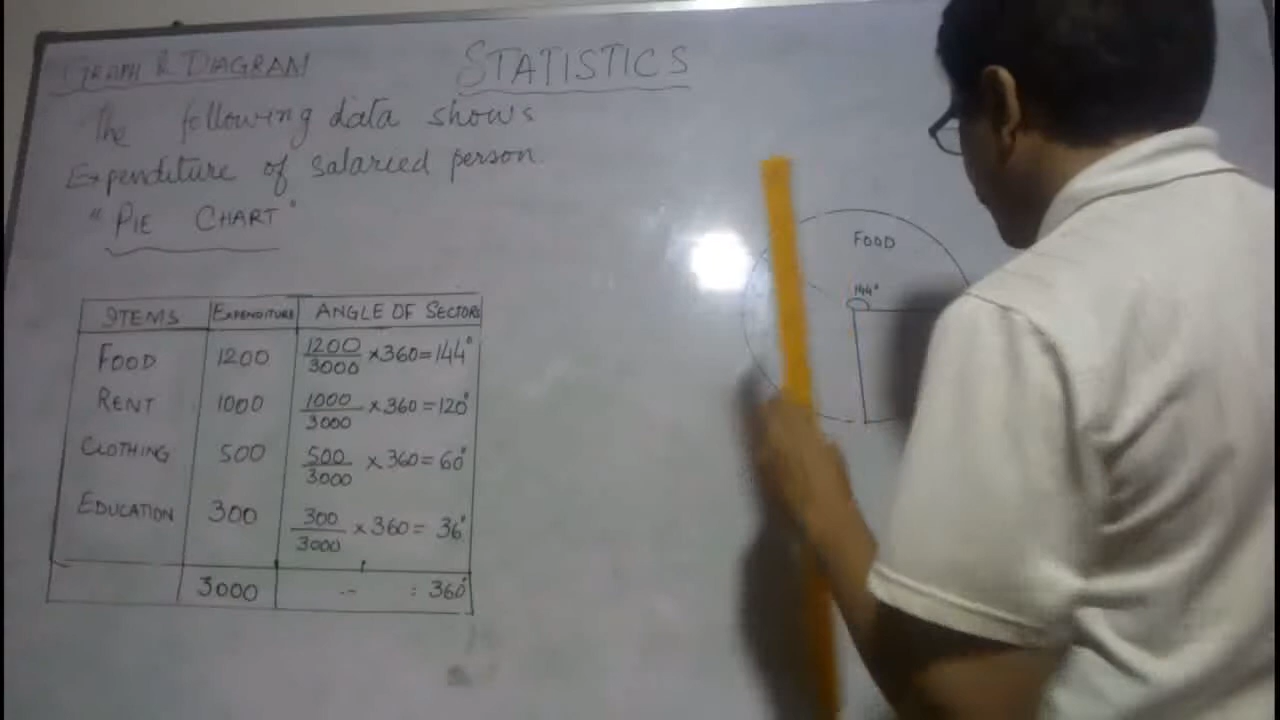 GRAPH & DIAGRAM
STATISTICS
The following data shows
Expenditure of salaried person.
"PIE CHART"
ITEMS EXPENDITURE ANGLE OF SECTORS
FOOD 1200 1200/3000 ×360=144°
RENT 1000 1000/3000 ×360=120°
CLOTHING 500 500/3000 ×360=60°
EDUCATION 300 300/3000 ×360= 36°
3000 -- : 360°
FOOD
144°